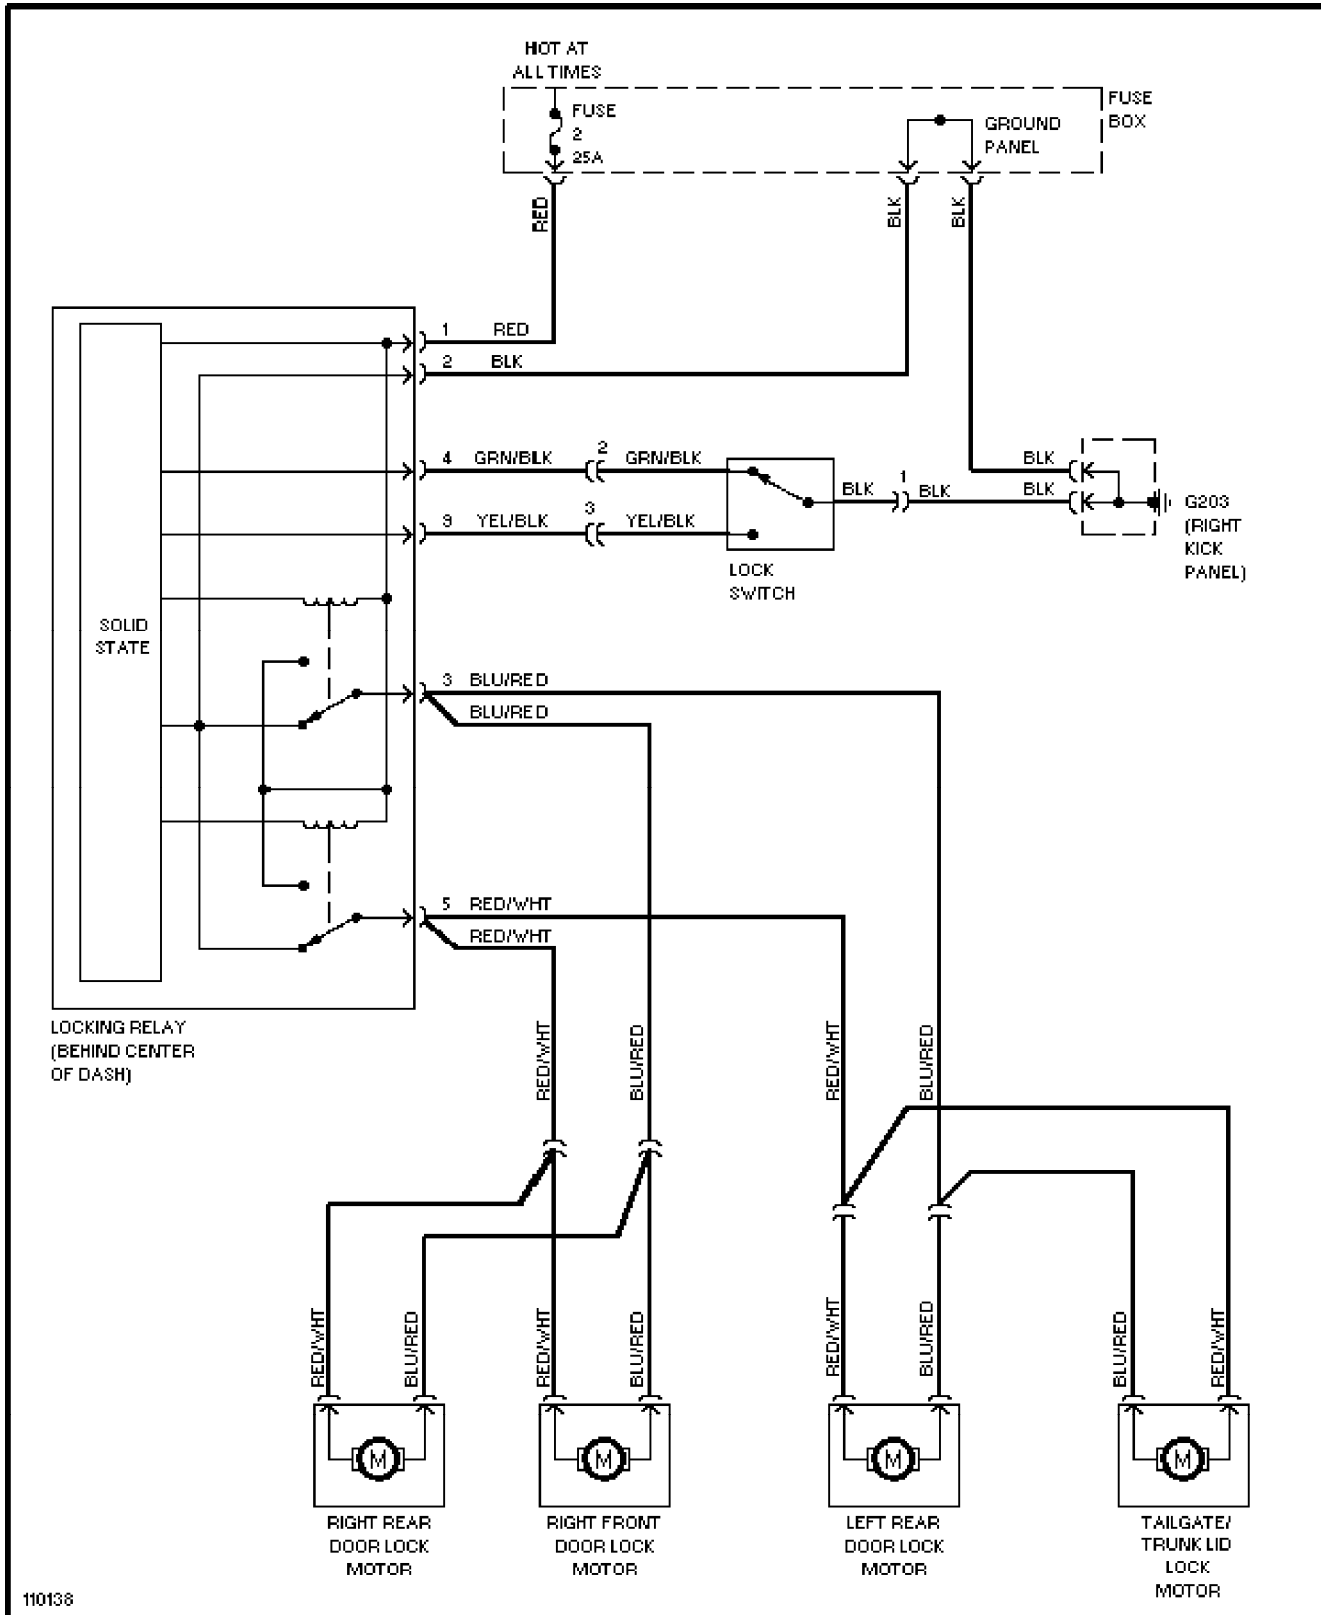 HOT AT
ALL TIMES
FUSE
2
25A
GROUND
PANEL
FUSE
BOX
RED
BLK
BLK
1 RED
2 BLK
4 GRN/BLK 2 GRN/BLK
9 YEL/BLK 3 YEL/BLK
BLK 1 BLK
BLK
BLK
G203
(RIGHT
KICK
PANEL)
LOCK
SWITCH
SOLID
STATE
3 BLU/RED
BLU/RED
5 RED/WHT
RED/WHT
LOCKING RELAY
(BEHIND CENTER
OF DASH)
RED/WHT
BLU/RED
RED/WHT
BLU/RED
RED/WHT
BLU/RED
RED/WHT
BLU/RED
RED/WHT
BLU/RED
BLU/RED
RED/WHT
M
M
M
M
RIGHT REAR
DOOR LOCK
MOTOR
RIGHT FRONT
DOOR LOCK
MOTOR
LEFT REAR
DOOR LOCK
MOTOR
TAILGATE/
TRUNK LID
LOCK
MOTOR
110138